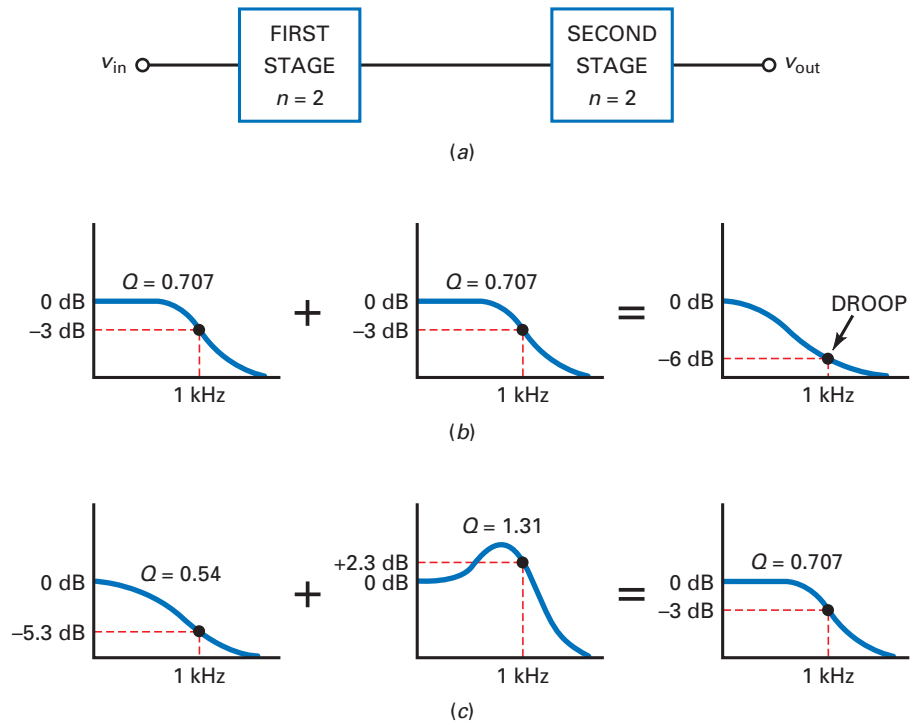 FIRST
STAGE
n = 2
SECOND
STAGE
n = 2
vin
vout
(a)
Q = 0.707
0 dB
–3 dB
1 kHz
+
Q = 0.707
0 dB
–3 dB
1 kHz
=
DROOP
0 dB
–6 dB
1 kHz
(b)
Q = 0.54
0 dB
–5.3 dB
1 kHz
+
Q = 1.31
+2.3 dB
0 dB
1 kHz
=
Q = 0.707
0 dB
–3 dB
1 kHz
(c)